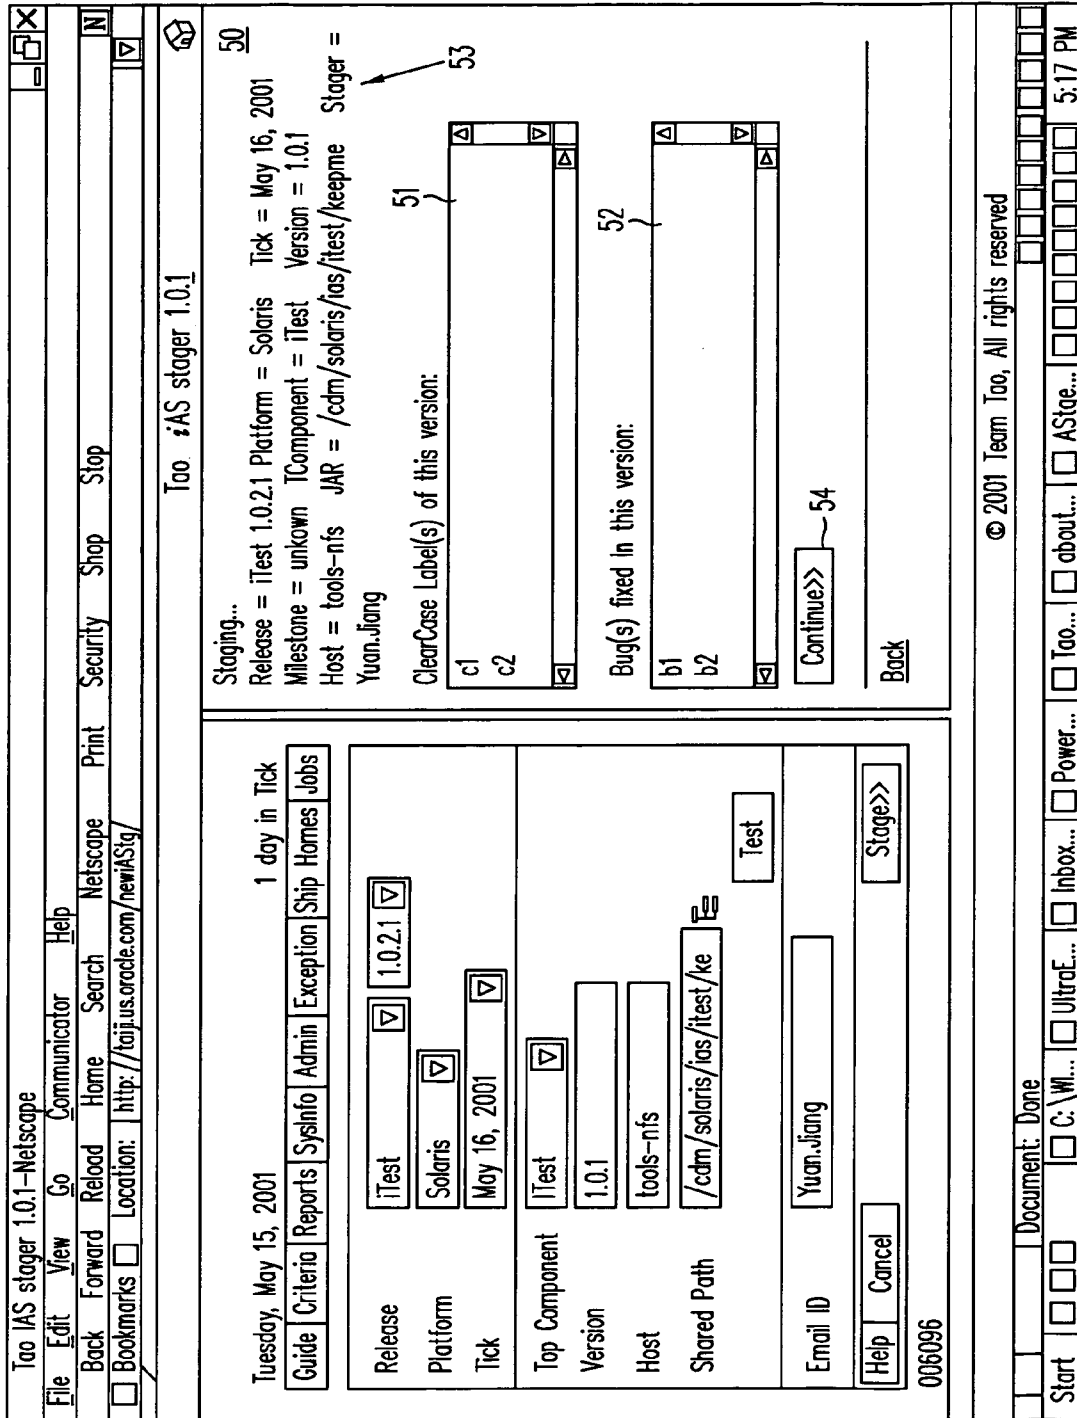 Tao IAS stager 1.0.1-Netscape
File Edit View Go Communicator Help
Back Forward Reload Home Search Netscape Print Security Shop Stop N
Bookmarks Location: http://taiji.us.oracle.com/newiAStg/
Tao iAS stager 1.0.1
Tuesday, May 15, 2001 1 day in Tick
Guide Criteria Reports SysInfo Admin Exception Ship Homes Jobs
Release iTest 1.0.2.1
Platform Solaris
Tick May 16, 2001
Top Component ITest
Version 1.0.1
Host tools-nfs
Shared Path /cdm/solaris/ias/itest/ke
Test
Email ID Yuan.Jiang
Help Cancel Stage>>
006096
50
Staging...
Release = iTest 1.0.2.1 Platform = Solaris Tick = May 16, 2001
Milestone = unkown TComponent = iTest Version = 1.0.1
Host = tools-nfs JAR = /cdm/solaris/ias/itest/keepme Stager =
Yuan.Jiang
53
ClearCase Label(s) of this version:
51
c1
c2
Bug(s) fixed in this version:
52
b1
b2
Continue>> 54
Back
© 2001 Team Tao, All rights reserved
Document: Done
Start C:\WI... UltraE... Inbox... Power... Tao... about... AStge... 5:17 PM